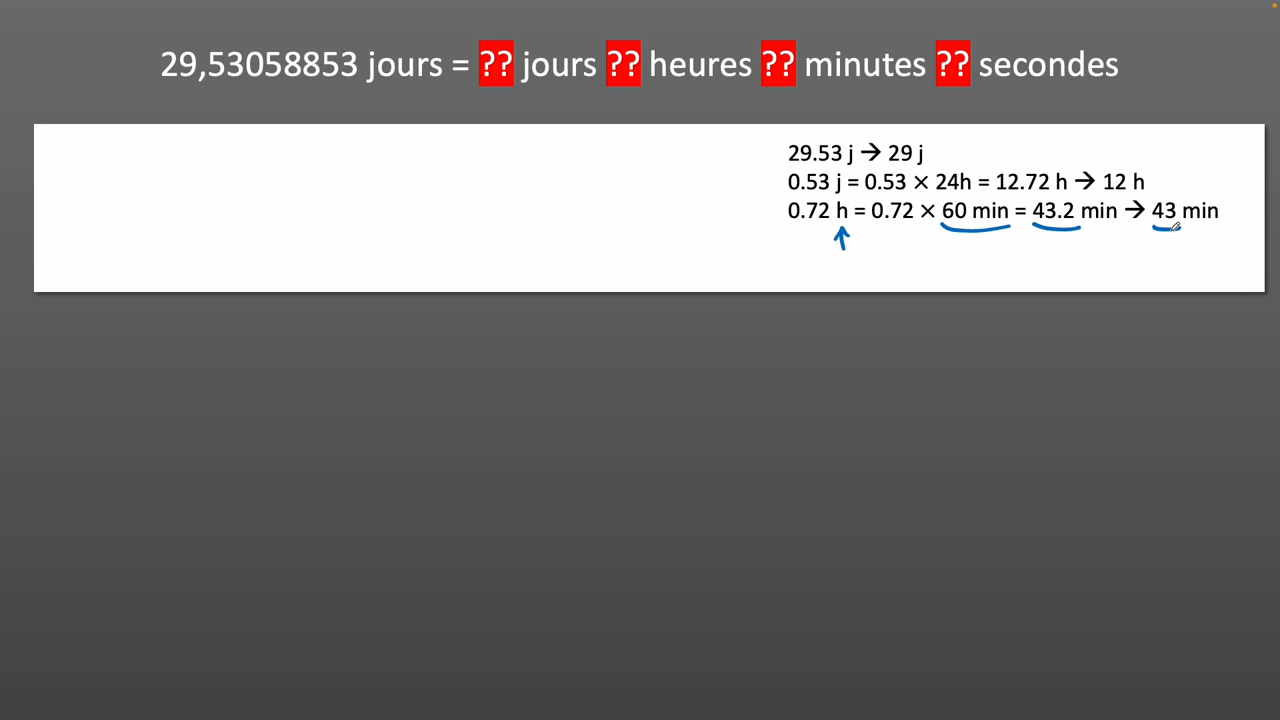 29,53058853 jours = ?? jours ?? heures ?? minutes ?? secondes
29.53 j → 29 j
0.53 j = 0.53 × 24h = 12.72 h → 12 h
0.72 h = 0.72 × 60 min = 43.2 min → 43 min